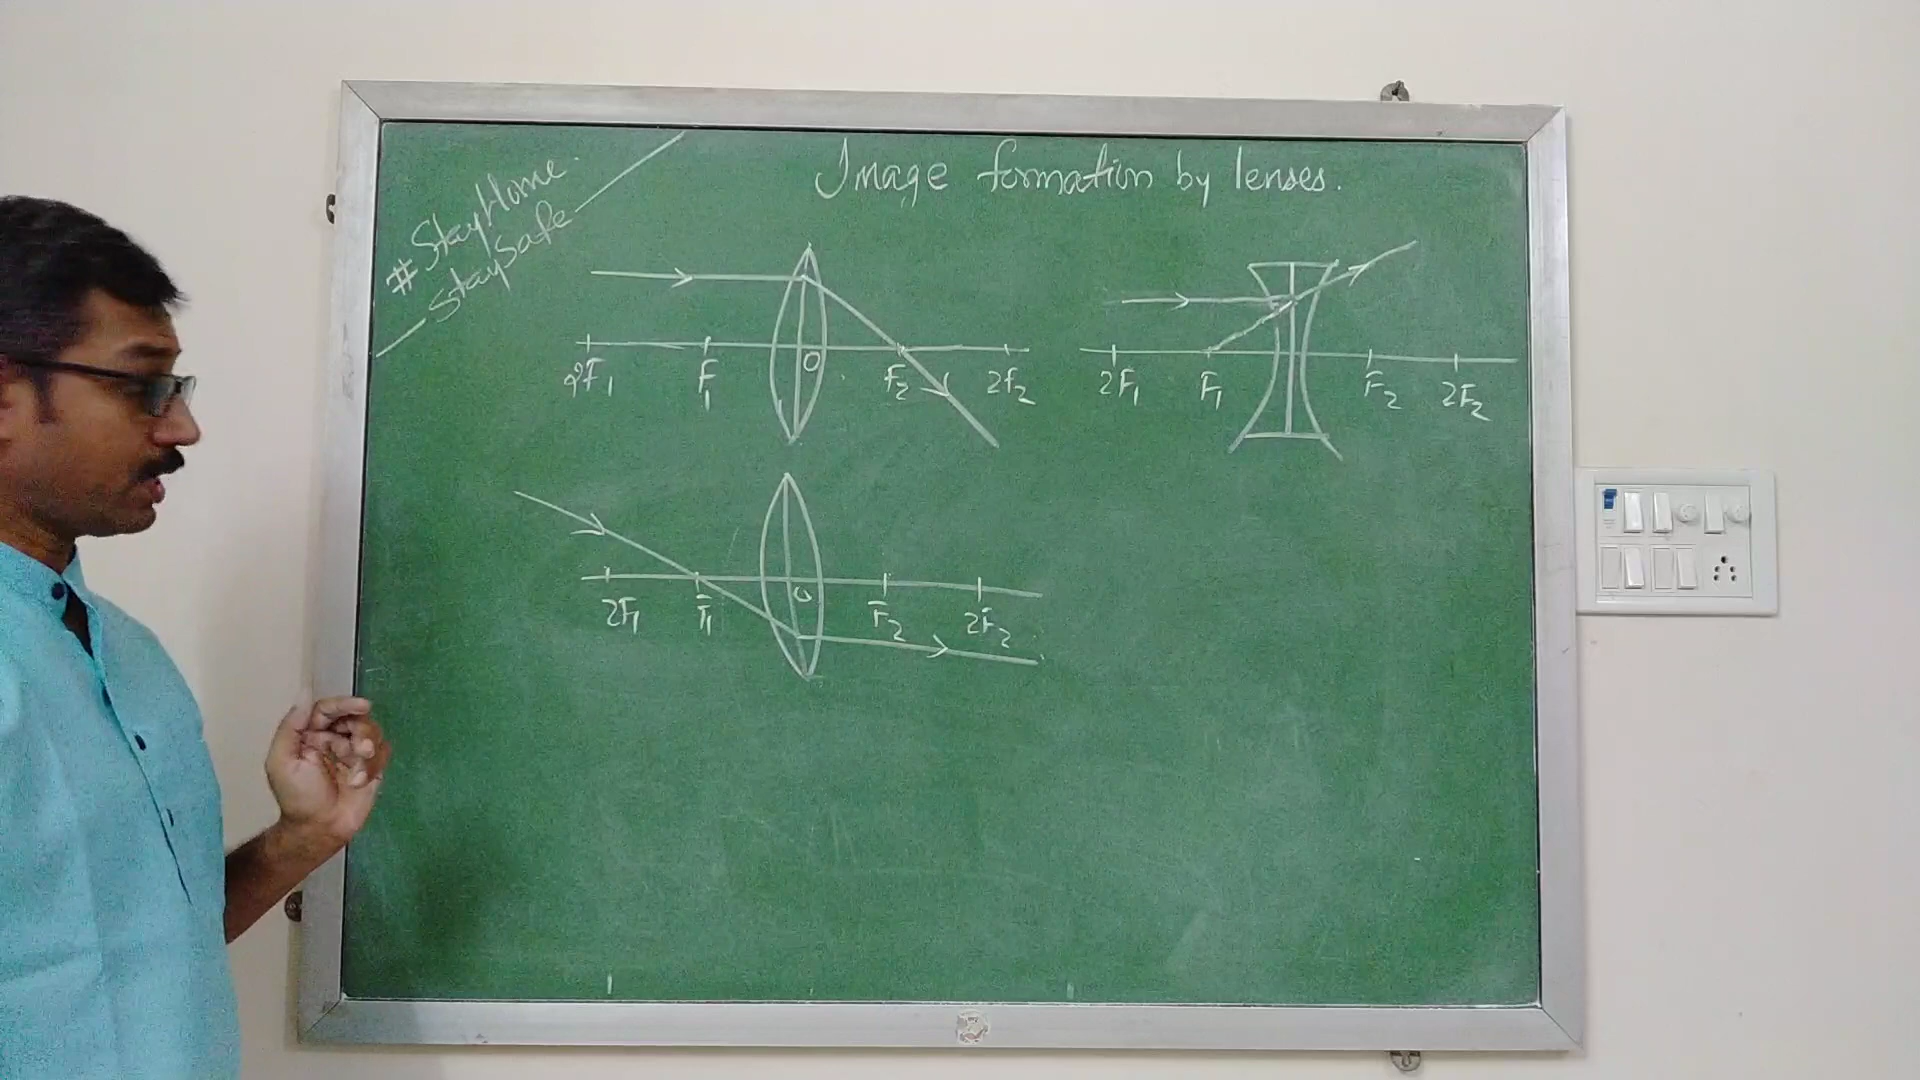 Image formation by lenses.
#StayHome
StaySafe
2F1 F1 O F2 2F2
2F1 F1 F2 2F2
2F1 F1 O F2 2F2